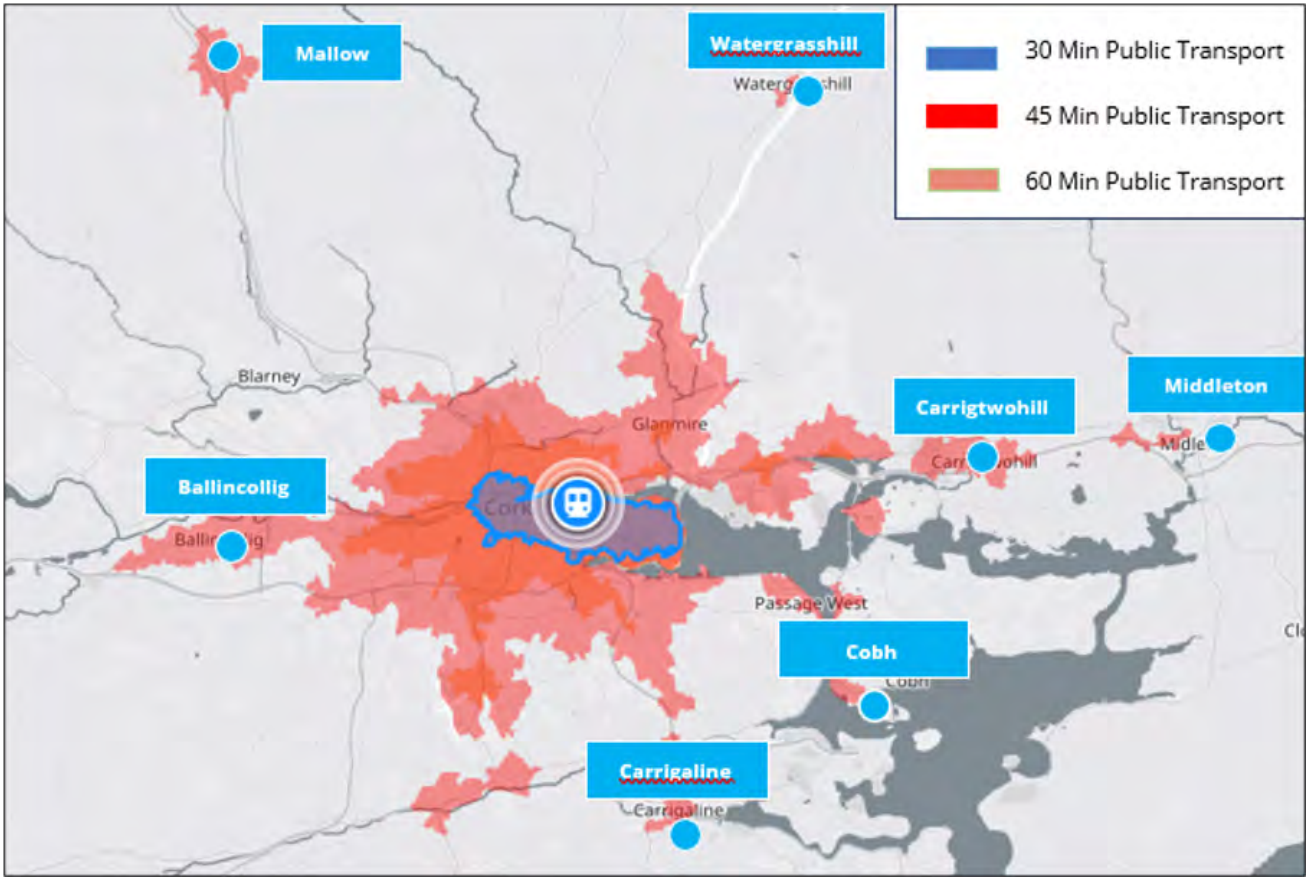 Mallow
Watergrasshill
30 Min Public Transport
45 Min Public Transport
60 Min Public Transport
Blarney
Glanmire
Carrigtwohill
Middleton
Midle
Ballincollig
Cork
Passage West
Cobh
Cobh
Carrigaline
Carrigaline